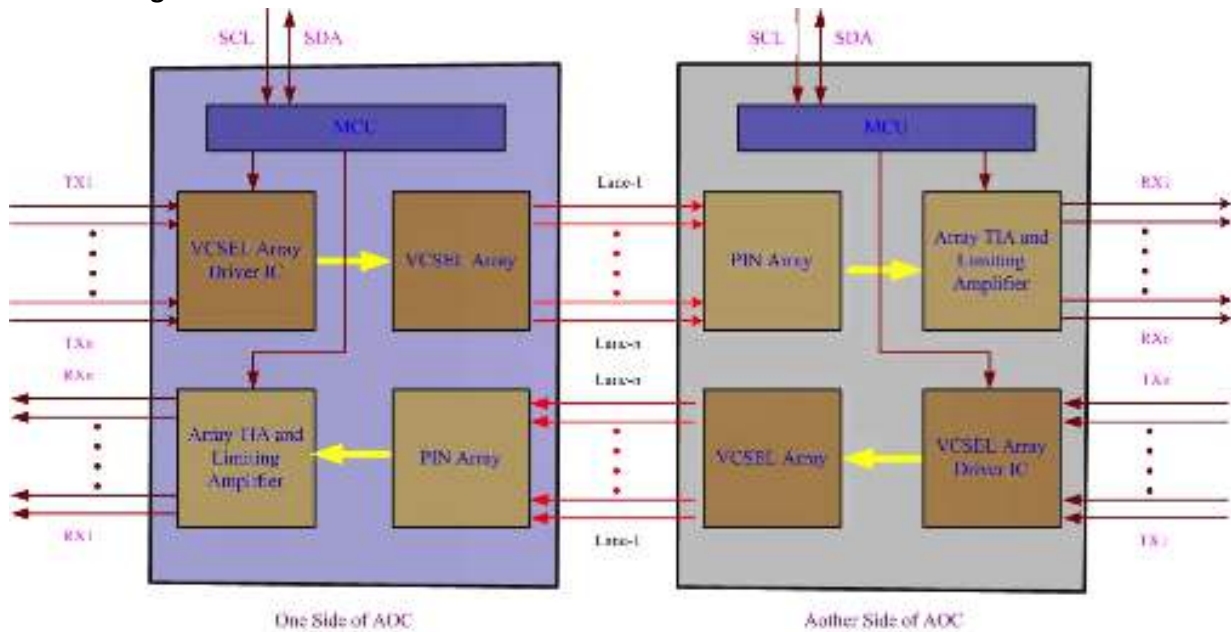 SCL SDA SCL SDA
MCU MCU
TX1 Lane-1 RX1
VCSEL Array
Driver IC
VCSEL Array
PIN Array
Array TIA and
Limiting
Amplifier
TXn Lane-n RXn
RXn Lane-n TXn
Array TIA and
Limiting
Amplifier
PIN Array
VCSEL Array
VCSEL Array
Driver IC
RX1 Lane-1 TX1
One Side of AOC Aother Side of AOC